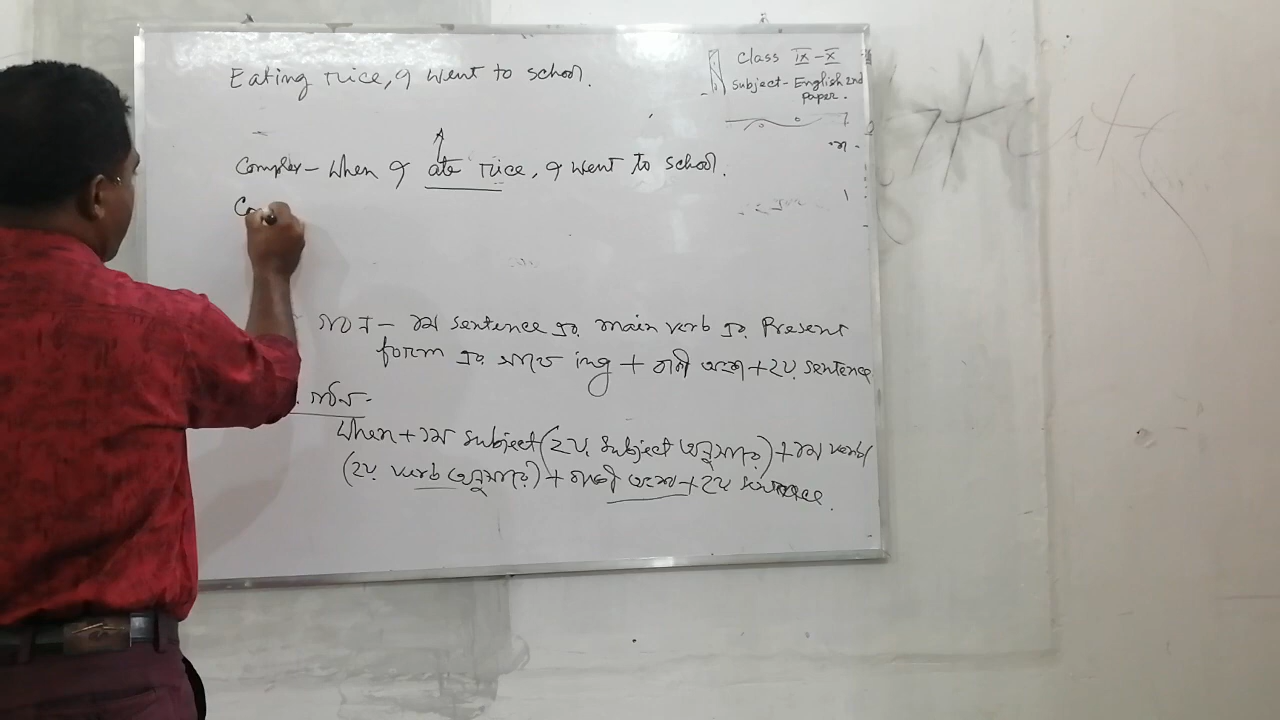 Eating rice, I went to school.
Class IX-X
Subject- English 2nd
paper.
Complex- When I ate rice, I went to school.
Co
১ম sentence এর main verb এর Present
form এর সাথে ing + বাকী অংশ + ২য় sentence
When + ১ম subject (২য় subject অনুসারে) + ১ম verb
(২য় verb অনুসারে) + বাকী অংশ + ২য় sentence.